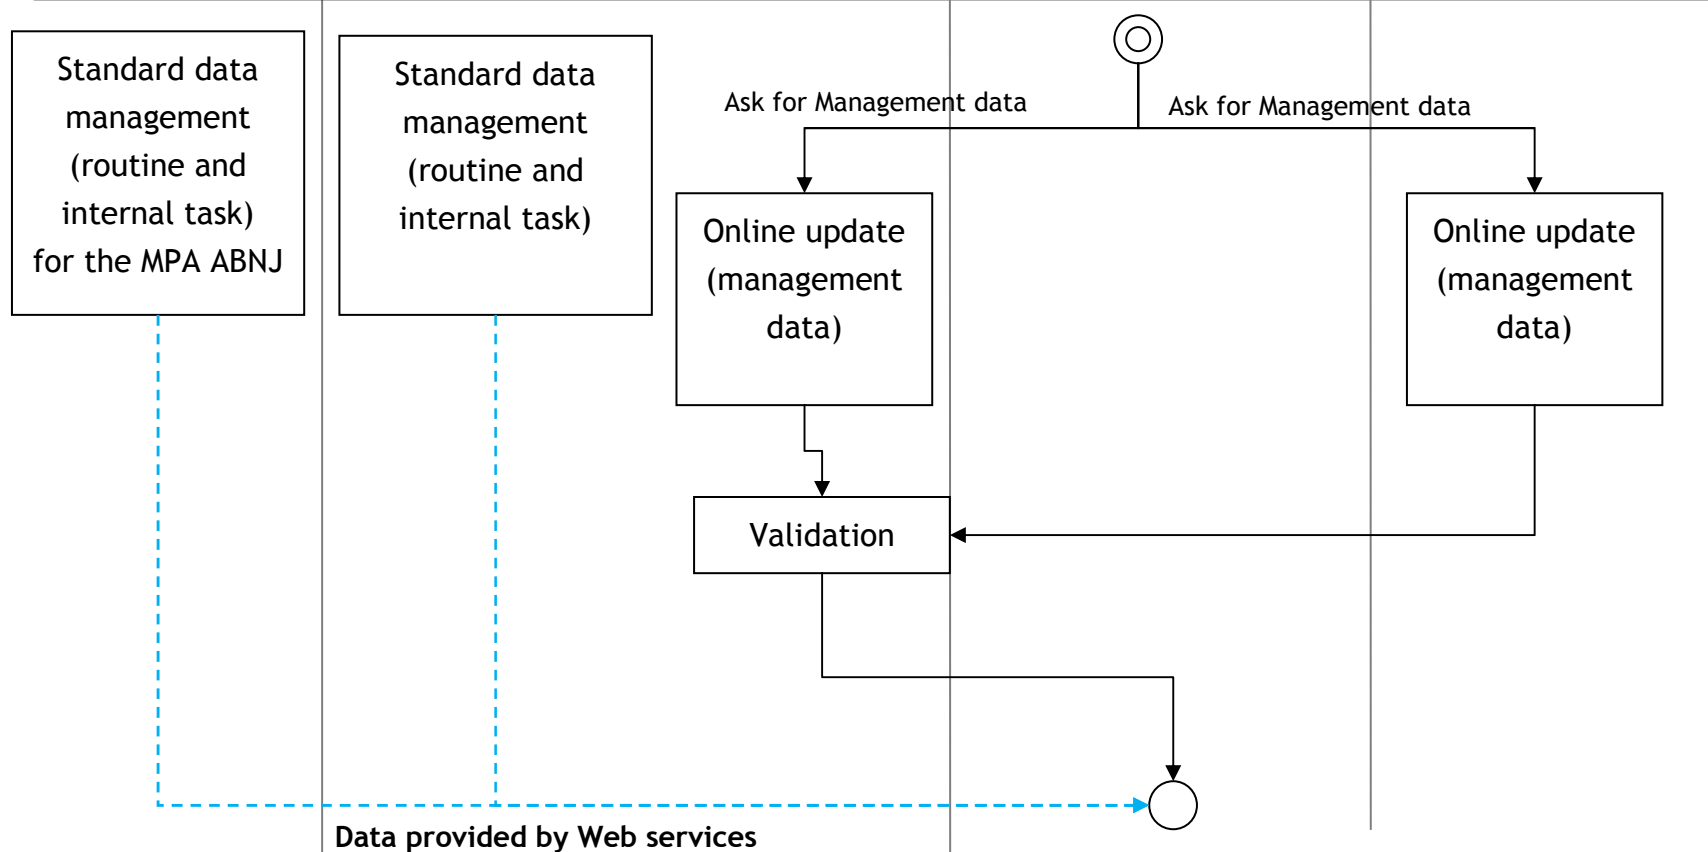 Standard data
management
(routine and
internal task)
for the MPA ABNJ
Standard data
management
(routine and
internal task)
Ask for Management data
Ask for Management data
Online update
(management
data)
Online update
(management
data)
Validation
Data provided by Web services